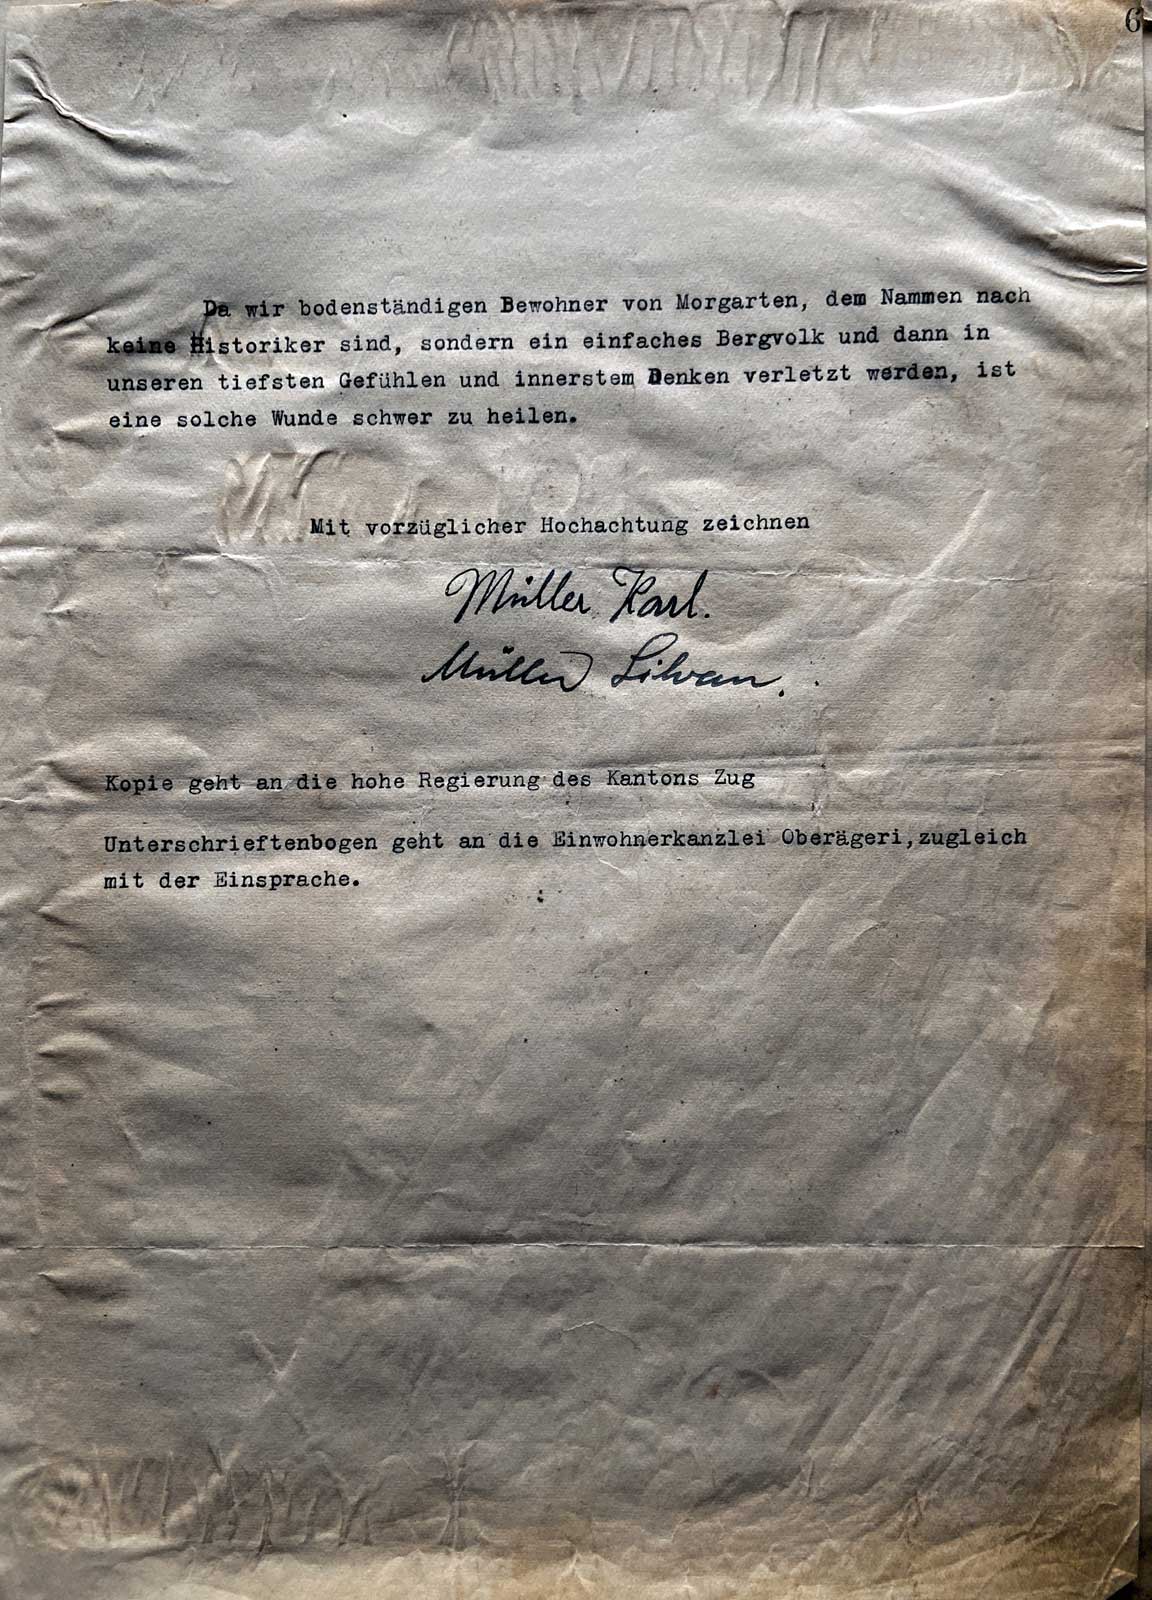 6
Da wir bodenständigen Bewohner von Morgarten, dem Nammen nach
keine Historiker sind, sondern ein einfaches Bergvolk und dann in
unseren tiefsten Gefühlen und innerstem Denken verletzt werden, ist
eine solche Wunde schwer zu heilen.
Mit vorzüglicher Hochachtung zeichnen
Müller Karl.
Müller Silvan.
Kopie geht an die hohe Regierung des Kantons Zug
Unterschrieftenbogen geht an die Einwohnerkanzlei Oberägeri, zugleich
mit der Einsprache.